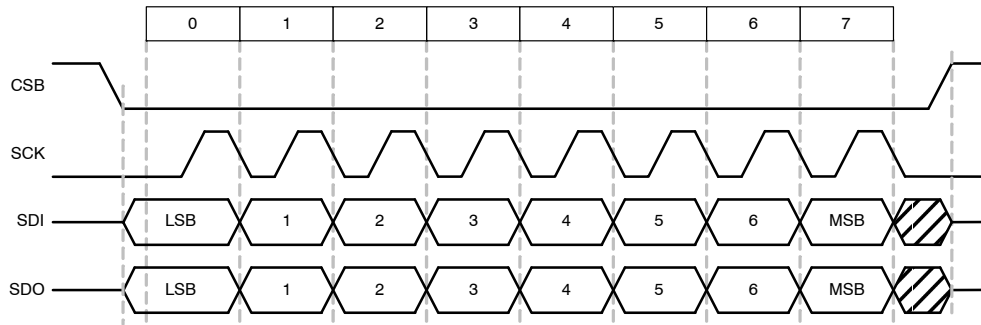 0 1 2 3 4 5 6 7
CSB
SCK
SDI LSB 1 2 3 4 5 6 MSB
SDO LSB 1 2 3 4 5 6 MSB